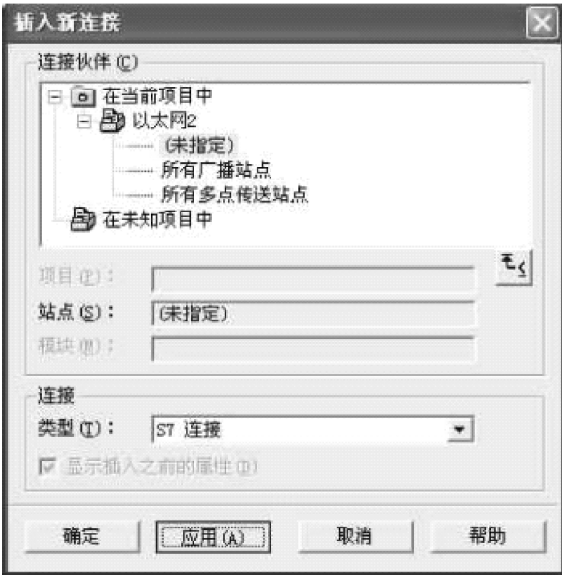 插入新连接
连接伙伴(C)
在当前项目中
以太网2
(未指定)
所有广播站点
所有多点传送站点
在未知项目中
项目(P)：
站点(S)： (未指定)
模块(M)：
连接
类型(T)： S7 连接
显示插入之前的属性(D)
确定 应用(A) 取消 帮助